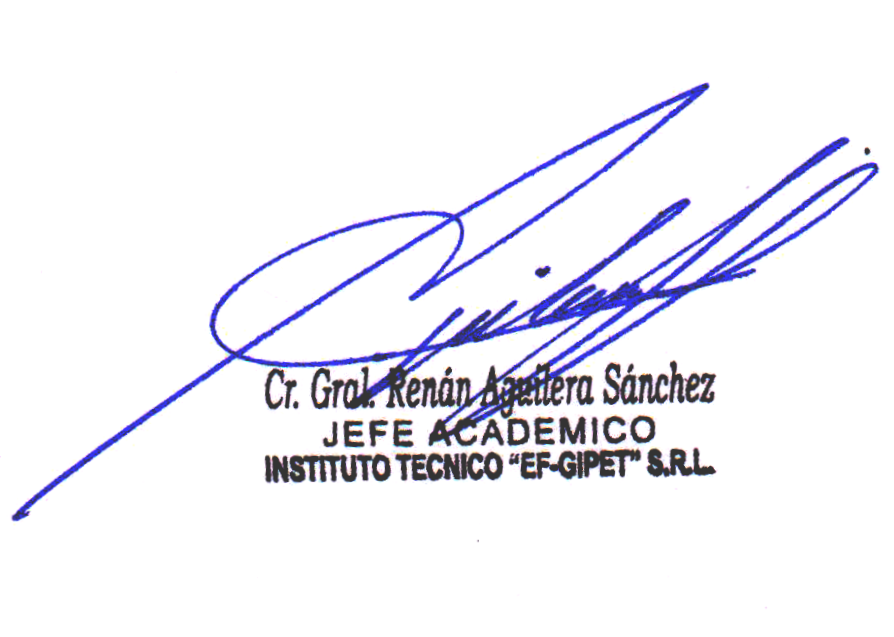 Cr. Gral. Renán Aguilera Sánchez
JEFE ACADEMICO
INSTITUTO TECNICO "EF-GIPET" S.R.L.